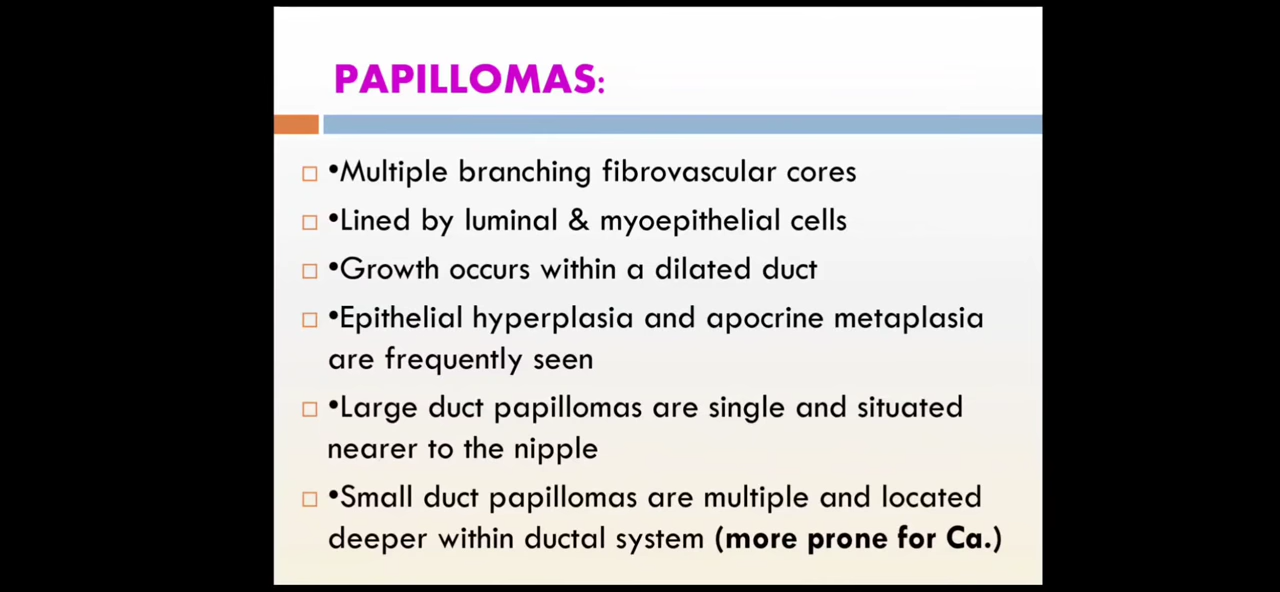 PAPILLOMAS:
•Multiple branching fibrovascular cores
•Lined by luminal & myoepithelial cells
•Growth occurs within a dilated duct
•Epithelial hyperplasia and apocrine metaplasia
are frequently seen
•Large duct papillomas are single and situated
nearer to the nipple
•Small duct papillomas are multiple and located
deeper within ductal system (more prone for Ca.)